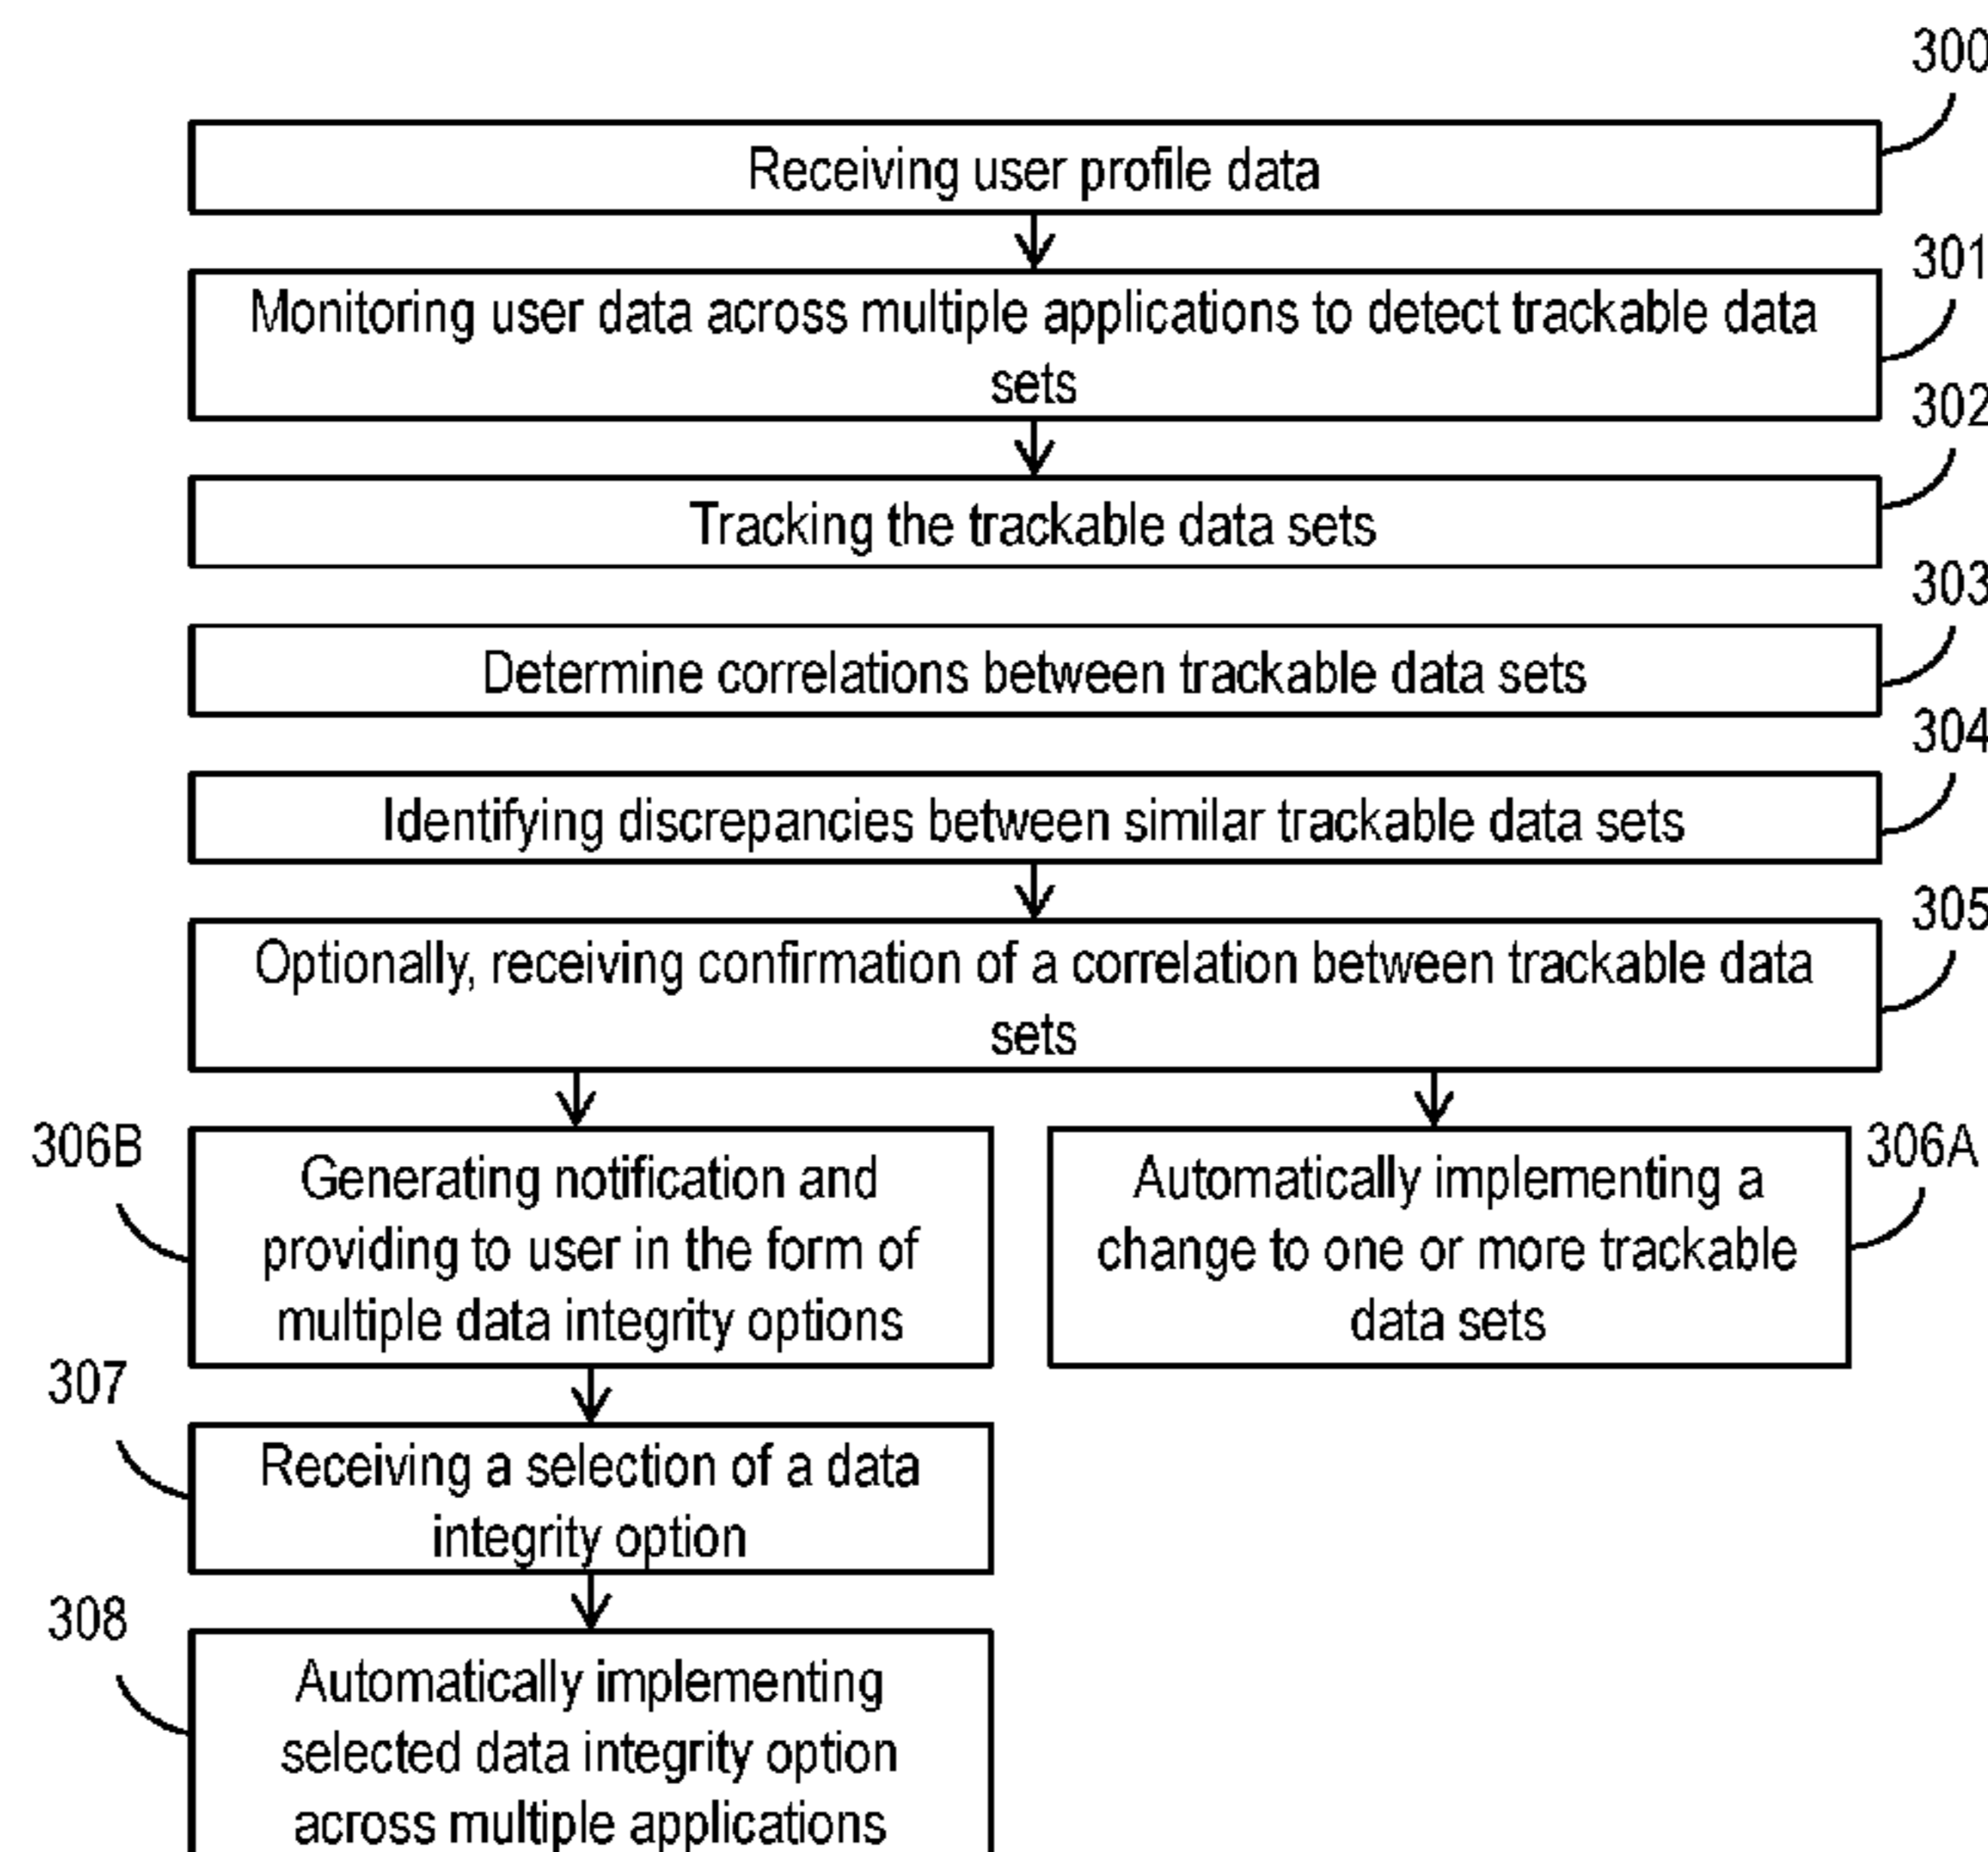 300
Receiving user profile data
301
Monitoring user data across multiple applications to detect trackable data
sets
302
Tracking the trackable data sets
303
Determine correlations between trackable data sets
304
Identifying discrepancies between similar trackable data sets
305
Optionally, receiving confirmation of a correlation between trackable data
sets
306B
Generating notification and
providing to user in the form of
multiple data integrity options
306A
Automatically implementing a
change to one or more trackable
data sets
307
Receiving a selection of a data
integrity option
308
Automatically implementing
selected data integrity option
across multiple applications